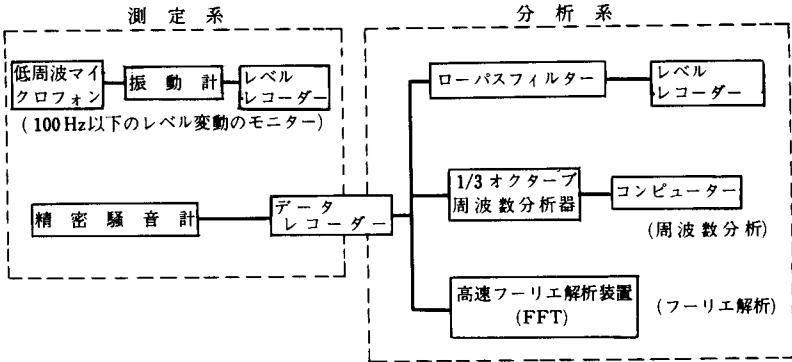 測定系
分析系
低周波マイ
クロフォン
振動計
レベル
レコーダー
(100Hz以下のレベル変動のモニター)
精密騒音計
データ
レコーダー
ローパスフィルター
レベル
レコーダー
1/3オクターブ
周波数分析器
コンピューター
(周波数分析)
高速フーリエ解析装置
(FFT)
(フーリエ解析)